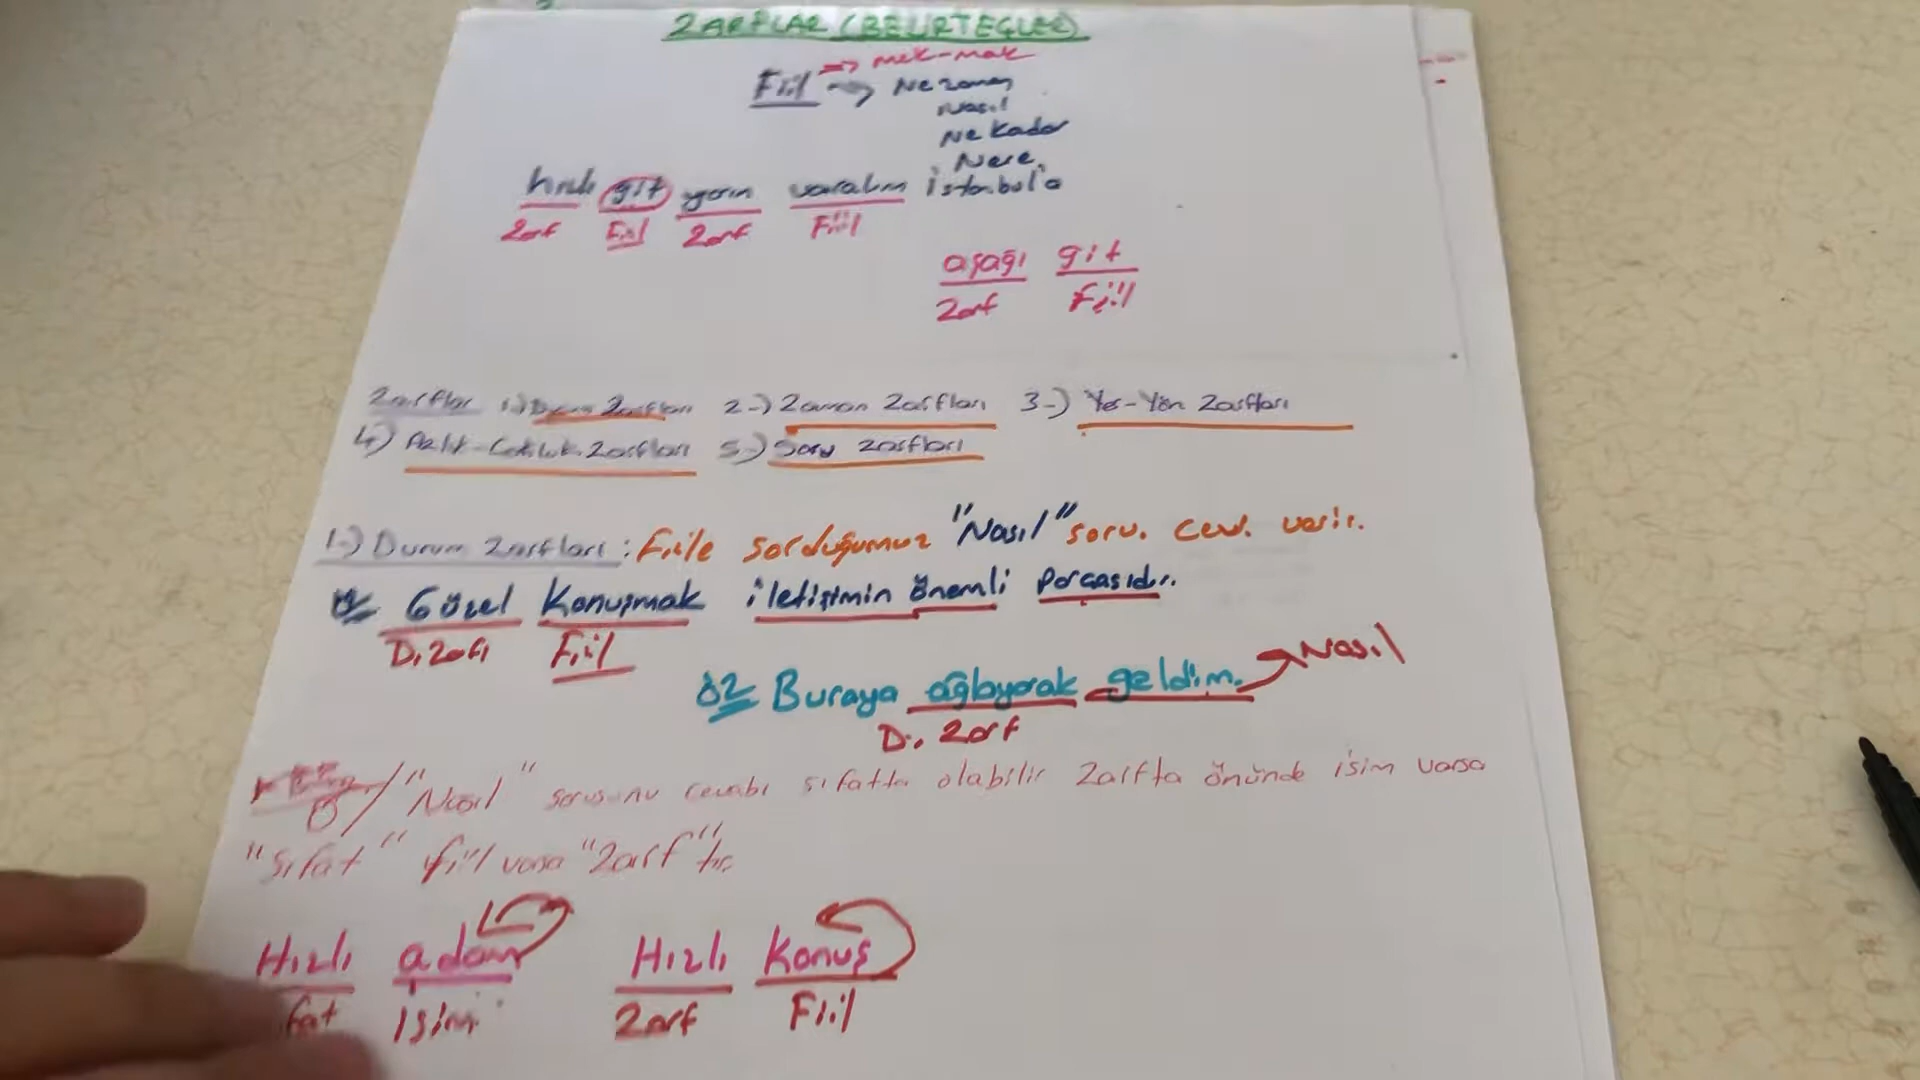 ZARFLAR (BELİRTEÇLER)
Fiil => mek-mak
Ne zaman
Nasıl
Ne Kadar
Nere
hızlı git yarın varalım İstanbul'a
Zarf Fiil Zarf Fiil
aşağı git
Zarf Fiil
Zarflar 1-) Durum Zarfları 2-) Zaman Zarfları 3-) Yer-Yön Zarfları
4-) Azlık-Çokluk Zarfları 5-) Soru Zarfları
1-) Durum Zarfları : Fiile sorduğumuz "Nasıl" soru. cev. verir.
Güzel Konuşmak iletişimin önemli parçasıdır.
D. Zarfı Fiil
Ö2 Buraya ağlayarak geldim. Nasıl
D. Zarf
"Nasıl" sorusunu cevabı sıfatta olabilir Zarfta önünde isim varsa
"Sıfat" fiil varsa "Zarf"tır.
Hızlı adam Hızlı Konuş
fat isim Zarf Fiil